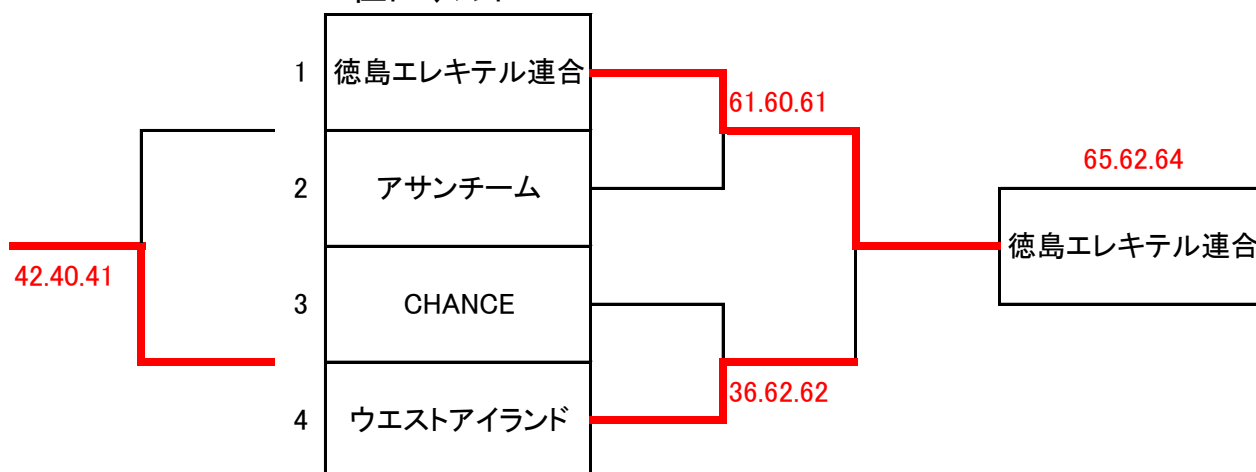 1 徳島エレキテル連合
61.60.61
65.62.64
2 アサンチーム
徳島エレキテル連合
42.40.41
3 CHANCE
36.62.62
4 ウエストアイランド